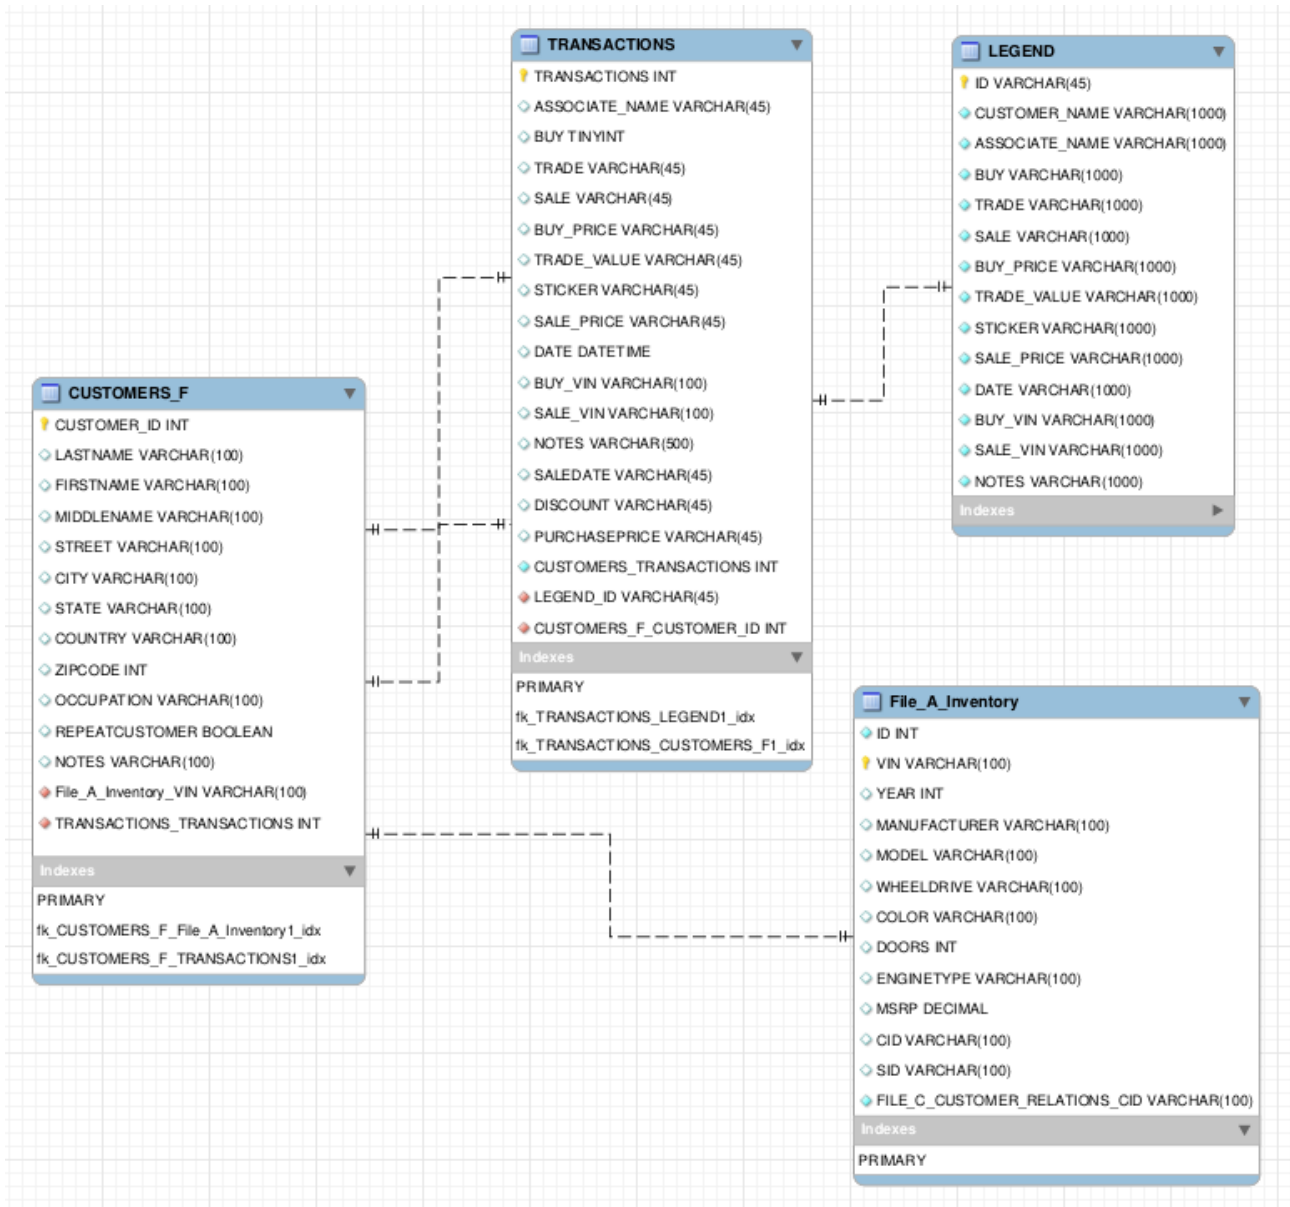 TRANSACTIONS
TRANSACTIONS INT
ASSOCIATE_NAME VARCHAR(45)
BUY TINYINT
TRADE VARCHAR(45)
SALE VARCHAR(45)
BUY_PRICE VARCHAR(45)
TRADE_VALUE VARCHAR(45)
STICKER VARCHAR(45)
SALE_PRICE VARCHAR(45)
DATE DATETIME
BUY_VIN VARCHAR(100)
SALE_VIN VARCHAR(100)
NOTES VARCHAR(500)
SALEDATE VARCHAR(45)
DISCOUNT VARCHAR(45)
PURCHASEPRICE VARCHAR(45)
CUSTOMERS_TRANSACTIONS INT
LEGEND_ID VARCHAR(45)
CUSTOMERS_F_CUSTOMER_ID INT
Indexes
PRIMARY
fk_TRANSACTIONS_LEGEND1_idx
fk_TRANSACTIONS_CUSTOMERS_F1_idx
LEGEND
ID VARCHAR(45)
CUSTOMER_NAME VARCHAR(1000)
ASSOCIATE_NAME VARCHAR(1000)
BUY VARCHAR(1000)
TRADE VARCHAR(1000)
SALE VARCHAR(1000)
BUY_PRICE VARCHAR(1000)
TRADE_VALUE VARCHAR(1000)
STICKER VARCHAR(1000)
SALE_PRICE VARCHAR(1000)
DATE VARCHAR(1000)
BUY_VIN VARCHAR(1000)
SALE_VIN VARCHAR(1000)
NOTES VARCHAR(1000)
Indexes
CUSTOMERS_F
CUSTOMER_ID INT
LASTNAME VARCHAR(100)
FIRSTNAME VARCHAR(100)
MIDDLENAME VARCHAR(100)
STREET VARCHAR(100)
CITY VARCHAR(100)
STATE VARCHAR(100)
COUNTRY VARCHAR(100)
ZIPCODE INT
OCCUPATION VARCHAR(100)
REPEATCUSTOMER BOOLEAN
NOTES VARCHAR(100)
File_A_Inventory_VIN VARCHAR(100)
TRANSACTIONS_TRANSACTIONS INT
Indexes
PRIMARY
fk_CUSTOMERS_F_File_A_Inventory1_idx
fk_CUSTOMERS_F_TRANSACTIONS1_idx
File_A_Inventory
ID INT
VIN VARCHAR(100)
YEAR INT
MANUFACTURER VARCHAR(100)
MODEL VARCHAR(100)
WHEELDRIVE VARCHAR(100)
COLOR VARCHAR(100)
DOORS INT
ENGINETYPE VARCHAR(100)
MSRP DECIMAL
CID VARCHAR(100)
SID VARCHAR(100)
FILE_C_CUSTOMER_RELATIONS_CID VARCHAR(100)
Indexes
PRIMARY